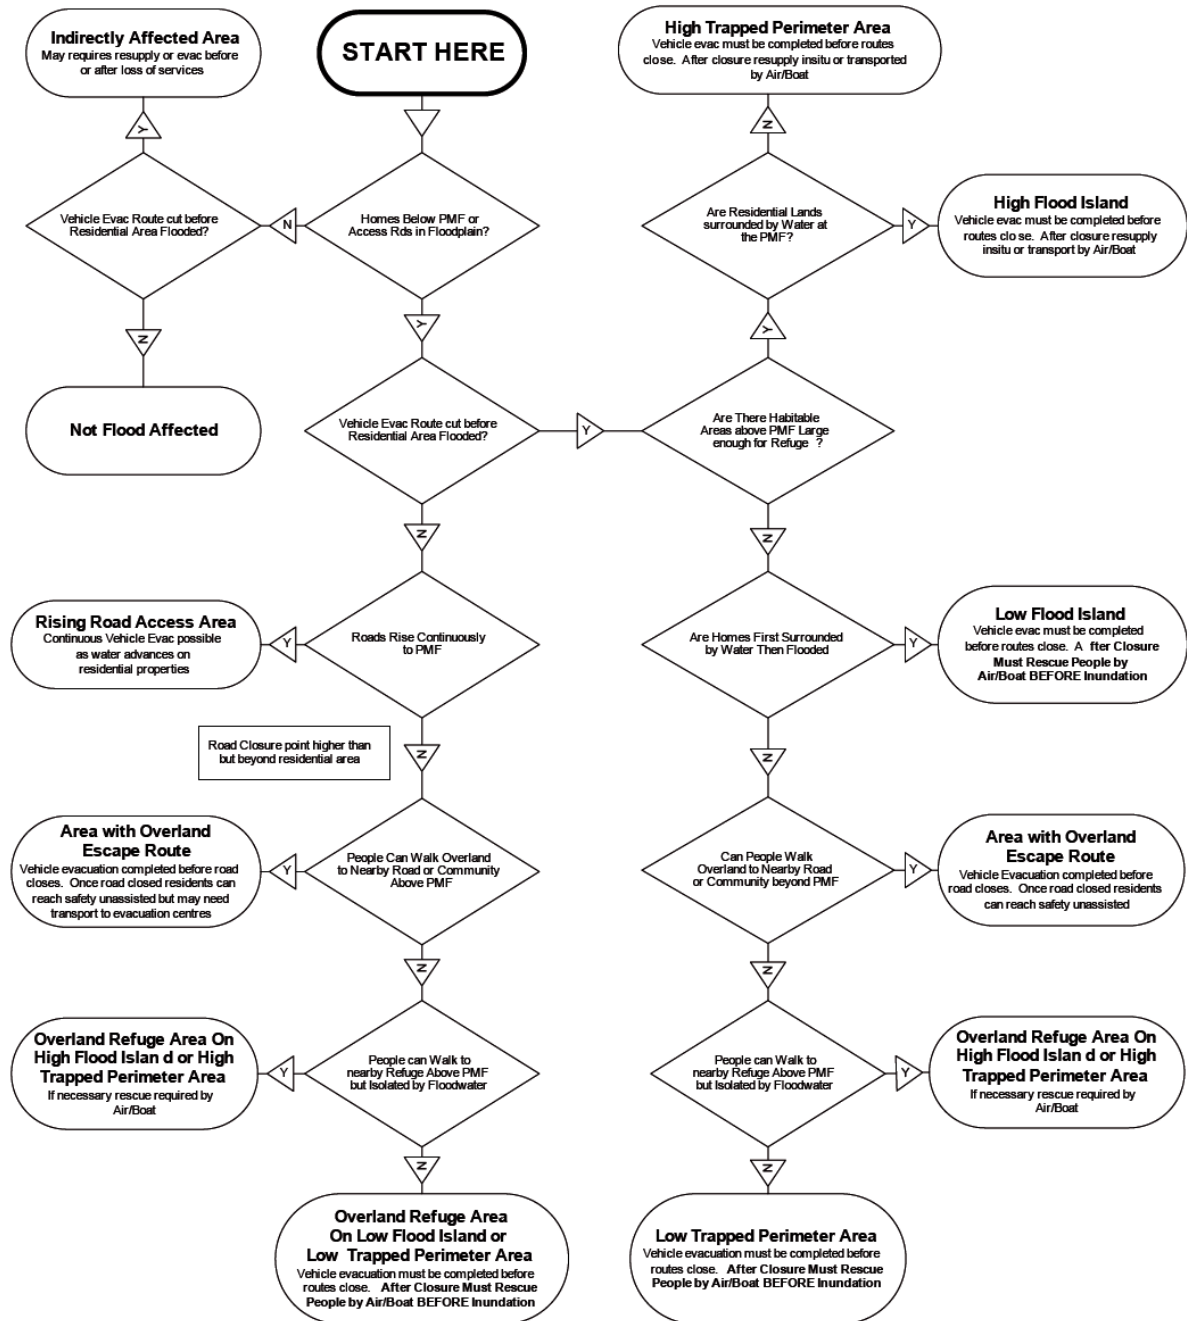 Indirectly Affected Area
May requires resupply or evac before
or after loss of services
START HERE
High Trapped Perimeter Area
Vehicle evac must be completed before routes
close. After closure resupply insitu or transported
by Air/Boat
Y
N
Vehicle Evac Route cut before
Residential Area Flooded?
N
Homes Below PMF or
Access Rds in Floodplain?
Are Residential Lands
surrounded by Water at
the PMF?
Y
High Flood Island
Vehicle evac must be completed before
routes clo se. After closure resupply
insitu or transport by Air/Boat
N
Y
Y
Not Flood Affected
Vehicle Evac Route cut before
Residential Area Flooded?
Y
Are There Habitable
Areas above PMF Large
enough for Refuge ?
N
N
Rising Road Access Area
Continuous Vehicle Evac possible
as water advances on
residential properties
Y
Roads Rise Continuously
to PMF
Are Homes First Surrounded
by Water Then Flooded
Y
Low Flood Island
Vehicle evac must be completed
before routes close. A fter Closure
Must Rescue People by
Air/Boat BEFORE Inundation
Road Closure point higher than
but beyond residential area
N
N
Area with Overland
Escape Route
Vehicle evacuation completed before road
closes. Once road closed residents can
reach safety unassisted but may need
transport to evacuation centres
Y
People Can Walk Overland
to Nearby Road or Community
Above PMF
Can People Walk
Overland to Nearby Road
or Community beyond PMF
Y
Area with Overland
Escape Route
Vehicle Evacuation completed before
road closes. Once road closed residents
can reach safety unassisted
N
N
Overland Refuge Area On
High Flood Islan d or High
Trapped Perimeter Area
If necessary rescue required by
Air/Boat
Y
People can Walk to
nearby Refuge Above PMF
but Isolated by Floodwater
People can Walk to
nearby Refuge Above PMF
but Isolated by Floodwater
Y
Overland Refuge Area On
High Flood Islan d or High
Trapped Perimeter Area
If necessary rescue required by
Air/Boat
N
N
Overland Refuge Area
On Low Flood Island or
Low Trapped Perimeter Area
Vehicle evacuation must be completed before
routes close. After Closure Must Rescue
People by Air/Boat BEFORE Inundation
Low Trapped Perimeter Area
Vehicle evacuation must be completed before
routes close. After Closure Must Rescue
People by Air/Boat BEFORE Inundation